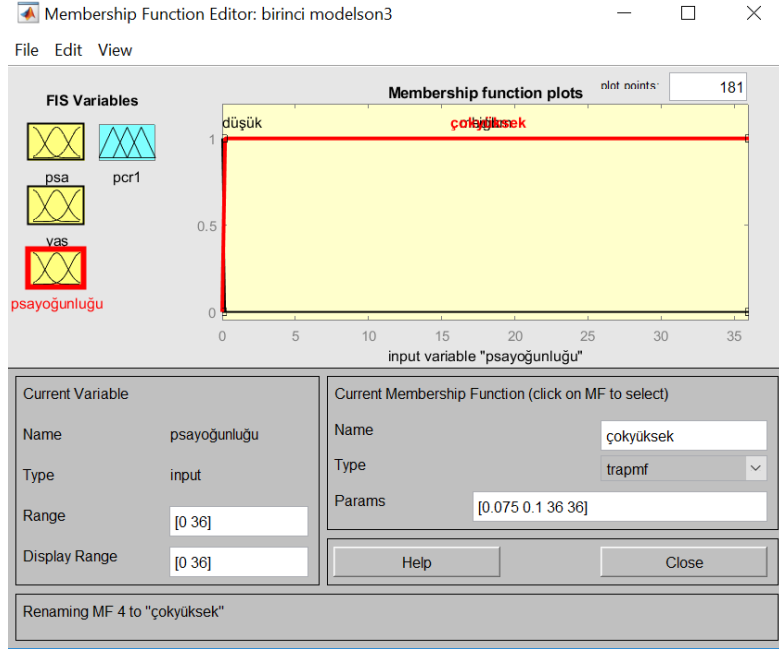 Membership Function Editor: birinci modelson3
File Edit View
FIS Variables
Membership function plots
plot points:
181
psa
pcr1
yas
psayoğunluğu
düşük
çokyüksek
1
0.5
0
0 5 10 15 20 25 30 35
input variable "psayoğunluğu"
Current Variable
Name psayoğunluğu
Type input
Range [0 36]
Display Range [0 36]
Current Membership Function (click on MF to select)
Name çokyüksek
Type trapmf
Params [0.075 0.1 36 36]
Help Close
Renaming MF 4 to "çokyüksek"